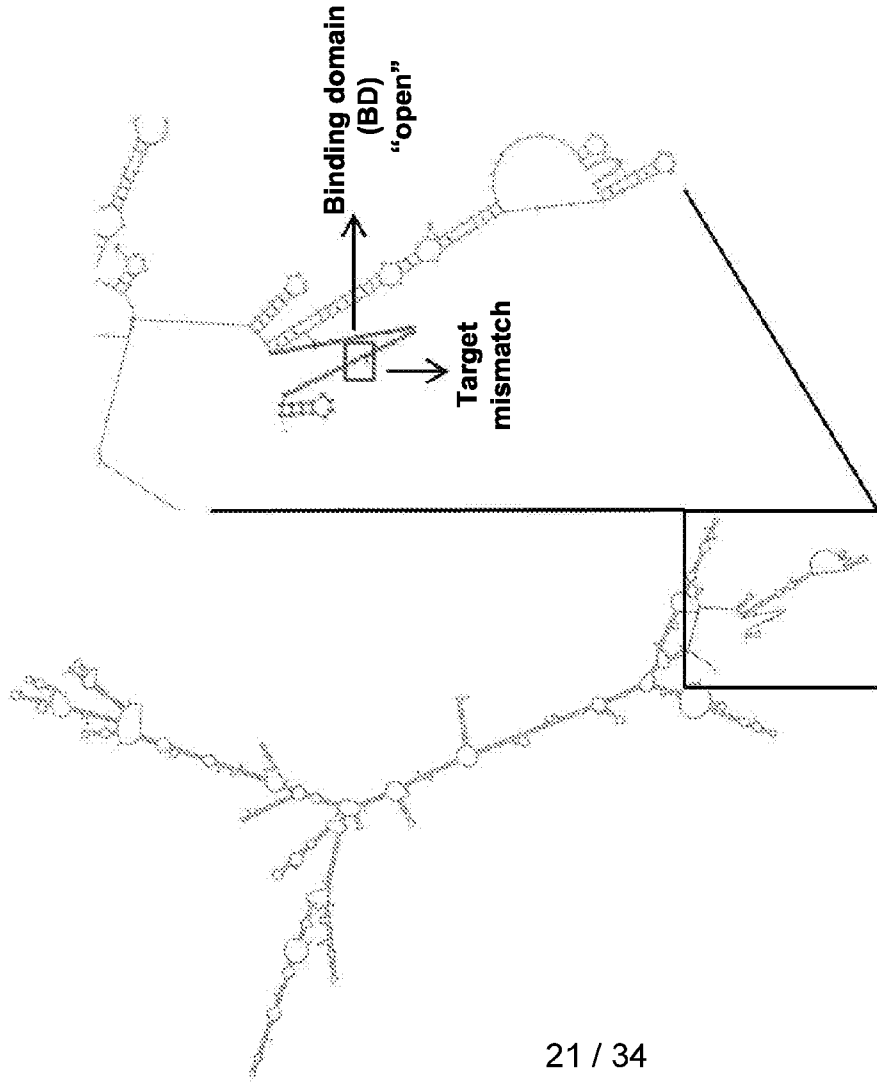 Binding domain
(BD)
“open”
Target
mismatch
21 / 34